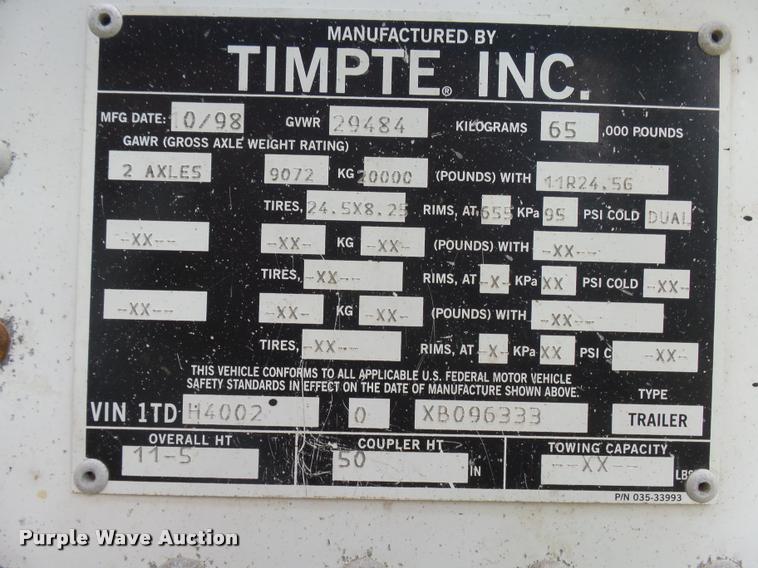 MANUFACTURED BY
TIMPTE® INC.
MFG DATE: 10/98 GVWR 29484 KILOGRAMS 65 ,000 POUNDS
GAWR (GROSS AXLE WEIGHT RATING)
2 AXLES 9072 KG 20000 (POUNDS) WITH 11R24.5G
TIRES, 24.5X8.25 RIMS, AT 655 KPa 95 PSI COLD DUAL
-XX-- -XX- KG -XX- (POUNDS) WITH -XX--
TIRES, -XX-- RIMS, AT -X- KPa XX PSI COLD -XX-
-XX-- -XX- KG -XX- (POUNDS) WITH -XX--
TIRES, -XX-- RIMS, AT -X- KPa XX PSI C -XX-
THIS VEHICLE CONFORMS TO ALL APPLICABLE U.S. FEDERAL MOTOR VEHICLE
SAFETY STANDARDS IN EFFECT ON THE DATE OF MANUFACTURE SHOWN ABOVE.
TYPE
VIN 1TD H4002 0 XB096333 TRAILER
OVERALL HT COUPLER HT TOWING CAPACITY
11-5 50 IN --XX-- LBS
P/N 035-33993
Purple Wave Auction